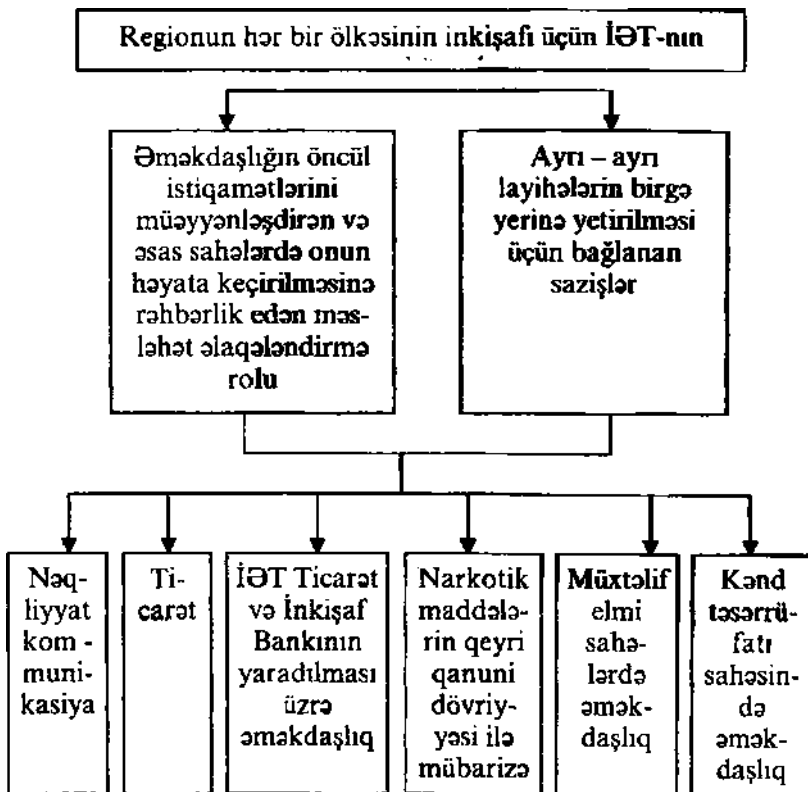 Regionun hər bir ölkəsinin inkişafı üçün İƏT-nın
Əməkdaşlığın öncül
istiqamətlərini
müəyyənləşdirən və
əsas sahələrdə onun
həyata keçirilməsinə
rəhbərlik edən məs-
ləhət əlaqələndirmə
rolu
Ayrı – ayrı
layihələrin birgə
yerinə yetirilməsi
üçün bağlanan
sazişlər
Nəq-
liyyat
kom -
muni-
kasiya
Ti-
carət
İƏT Ticarət
və İnkişaf
Bankının
yaradılması
üzrə
əməkdaşlıq
Narkotik
maddələ-
rin qeyri
qanuni
dövriy-
yəsi ilə
mübarizə
Müxtəlif
elmi
sahə-
lərdə
əmək-
daşlıq
Kənd
təsərrü-
fatı
sahəsin-
də
əmək-
daşlıq